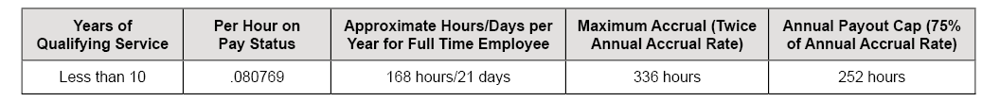 Years of
Qualifying Service
Per Hour on
Pay Status
Approximate Hours/Days per
Year for Full Time Employee
Maximum Accrual (Twice
Annual Accrual Rate)
Annual Payout Cap (75%
of Annual Accrual Rate)
Less than 10
.080769
168 hours/21 days
336 hours
252 hours